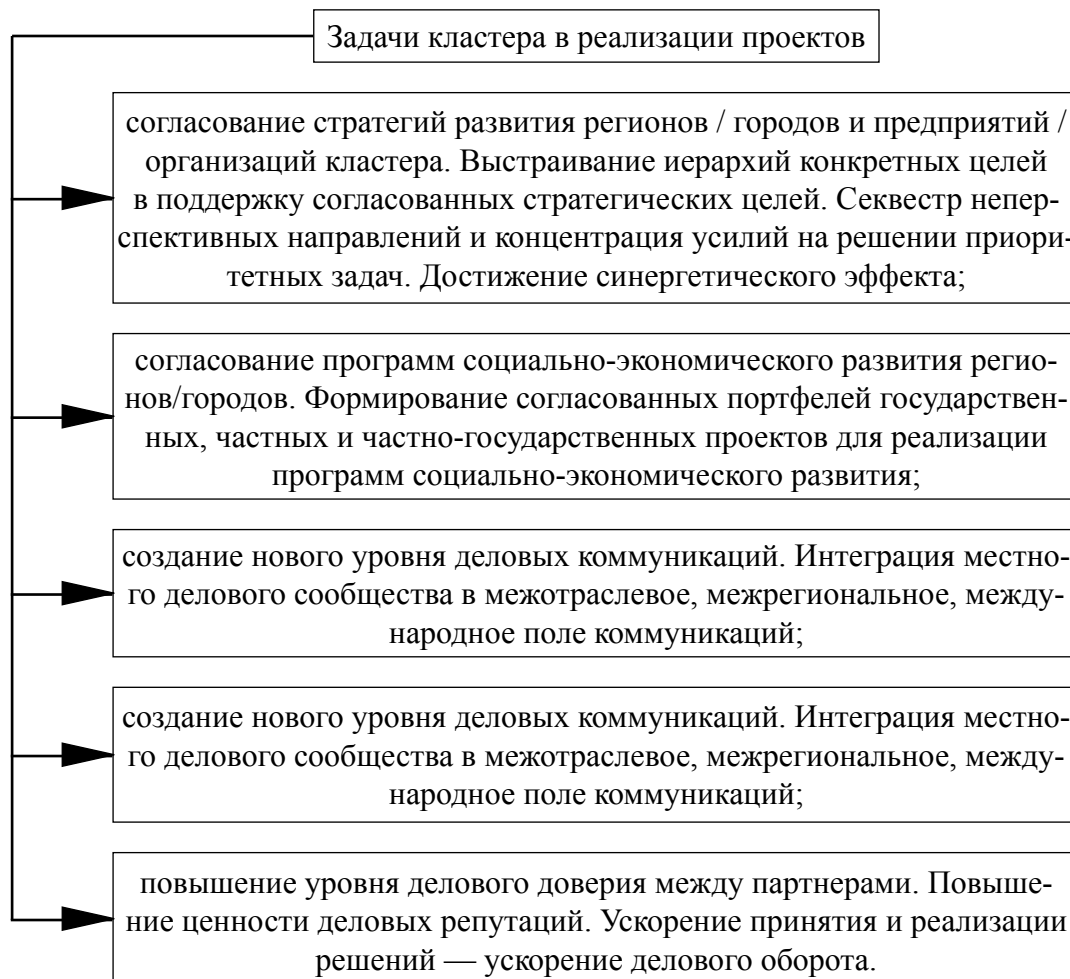 Задачи кластера в реализации проектов
согласование стратегий развития регионов / городов и предприятий /
организаций кластера. Выстраивание иерархий конкретных целей
в поддержку согласованных стратегических целей. Секвестр непер-
спективных направлений и концентрация усилий на решении приори-
тетных задач. Достижение синергетического эффекта;
согласование программ социально-экономического развития регио-
нов/городов. Формирование согласованных портфелей государствен-
ных, частных и частно-государственных проектов для реализации
программ социально-экономического развития;
создание нового уровня деловых коммуникаций. Интеграция местно-
го делового сообщества в межотраслевое, межрегиональное, между-
народное поле коммуникаций;
создание нового уровня деловых коммуникаций. Интеграция местно-
го делового сообщества в межотраслевое, межрегиональное, между-
народное поле коммуникаций;
повышение уровня делового доверия между партнерами. Повыше-
ние ценности деловых репутаций. Ускорение принятия и реализации
решений — ускорение делового оборота.